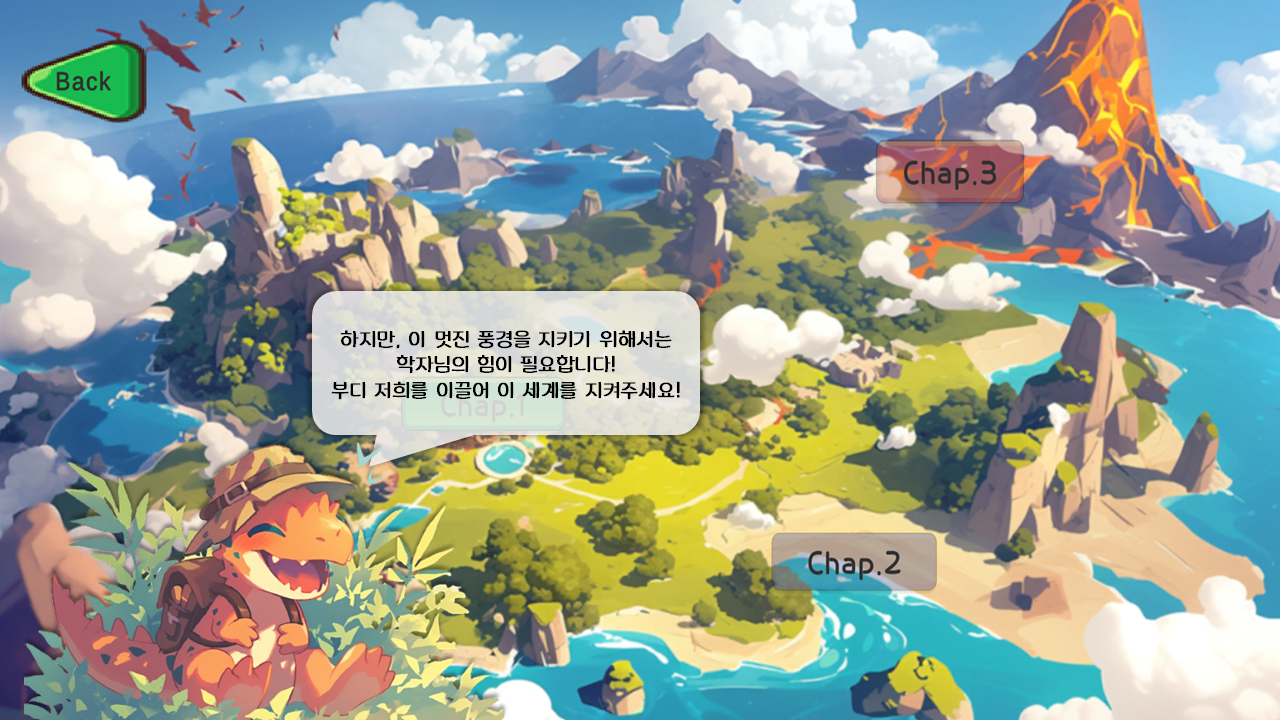 Back
Chap.3
하지만, 이 멋진 풍경을 지키기 위해서는
학자님의 힘이 필요합니다!
부디 저희를 이끌어 이 세계를 지켜주세요!
Chap.1
Chap.2